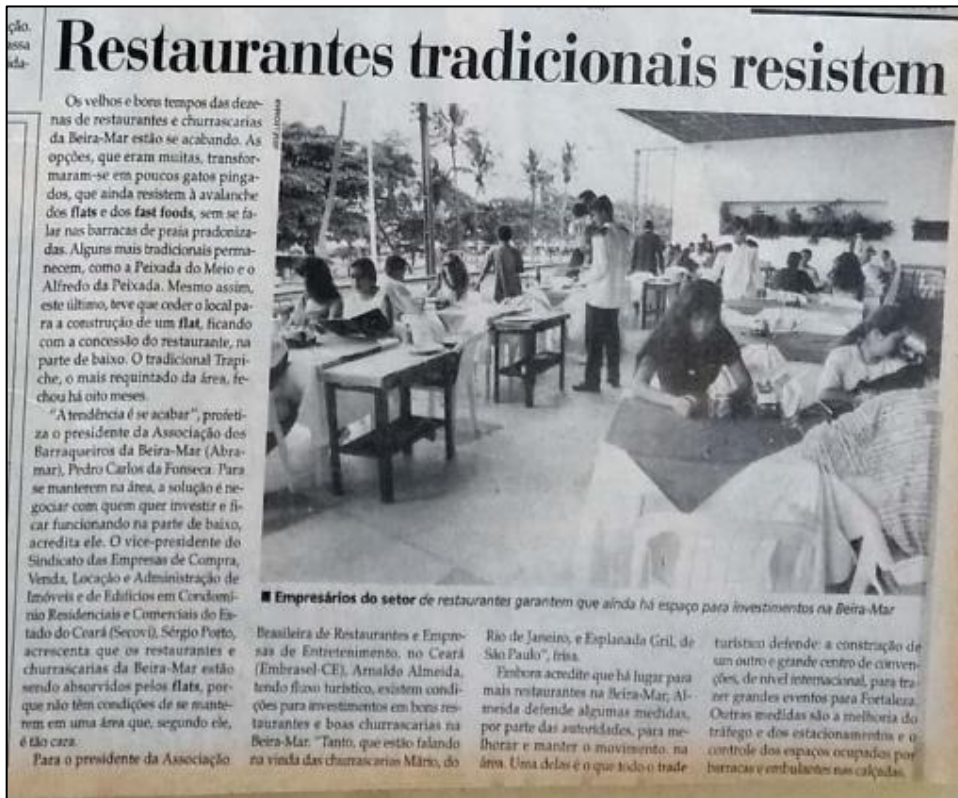 ção.
assa
ada-
Restaurantes tradicionais resistem
Os velhos e bons tempos das deze-
nas de restaurantes e churrascarias
da Beira-Mar estão se acabando. As
opções, que eram muitas, transfor-
maram-se em poucos gatos pinga-
dos, que ainda resistem à avalanche
dos flats e dos fast foods, sem se fa-
lar nas barracas de praia pradoniza-
das. Alguns mais tradicionais perma-
necem, como a Peixada do Meio e o
Alfredo da Peixada. Mesmo assim,
este último, teve que ceder o local pa-
ra a construção de um flat, ficando
com a concessão do restaurante, na
parte de baixo. O tradicional Trapi-
che, o mais requintado da área, fe-
chou há oito meses.
"A tendência é se acabar", profeti-
za o presidente da Associação dos
Barraqueiros da Beira-Mar (Abra-
mar), Pedro Carlos da Fonseca. Para
se manterem na área, a solução é ne-
gociar com quem quer investir e fi-
car funcionando na parte de baixo,
acredita ele. O vice-presidente do
Sindicato das Empresas de Compra,
Venda, Locação e Administração de
Imóveis e de Edifícios em Condomí-
nio Residenciais e Comerciais do Es-
tado do Ceará (Secovi), Sérgio Porto,
acrescenta que os restaurantes e
churrascarias da Beira-Mar estão
sendo absorvidos pelos flats, por-
que não têm condições de se mante-
rem em uma área que, segundo ele,
é tão cara.
Para o presidente da Associação
■ Empresários do setor de restaurantes garantem que ainda há espaço para investimentos na Beira-Mar
Brasileira de Restaurantes e Empre-
sas de Entretenimento, no Ceará
(Embrasel-CE), Arnaldo Almeida,
tendo fluxo turístico, existem condi-
ções para investimentos em bons res-
taurantes e boas churrascarias na
Beira-Mar. "Tanto, que estão falando
na vinda das churrascarias Mário, do
Rio de Janeiro, e Esplanada Gril, de
São Paulo", frisa.
Embora acredite que há lugar para
mais restaurantes na Beira-Mar, Al-
meida defende algumas medidas,
por parte das autoridades, para me-
lhorar e manter o movimento, na
área. Uma delas é o que todo o trade
turístico defende: a construção de
um outro e grande centro de conven-
ções, de nível internacional, para tra-
zer grandes eventos para Fortaleza.
Outras medidas são a melhoria do
tráfego e dos estacionamentos e o
controle dos espaços ocupados por
barracas e ambulantes nas calçadas.